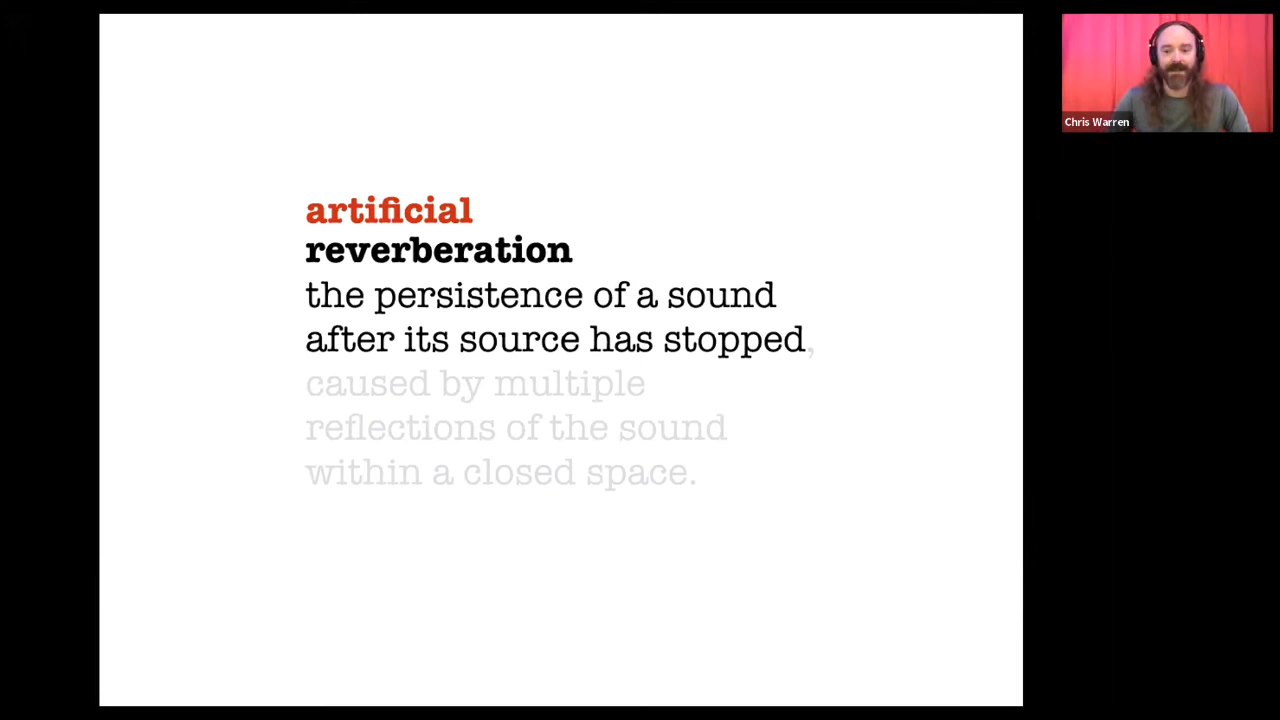 artificial
reverberation
the persistence of a sound
after its source has stopped,
caused by multiple
reflections of the sound
within a closed space.
Chris Warren